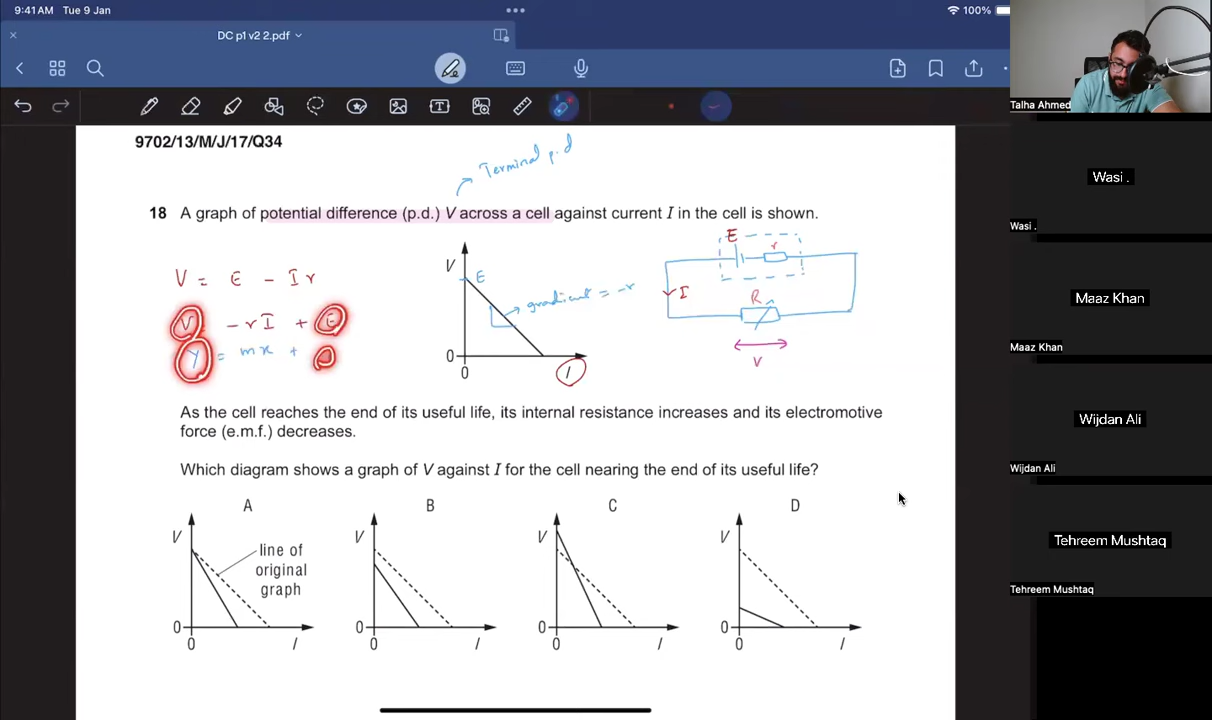 9:41 AM Tue 9 Jan
100%
DC p1 v2 2.pdf
Talha Ahmed
9702/13/M/J/17/Q34
Terminal p.d
18 A graph of potential difference (p.d.) V across a cell against current I in the cell is shown.
V = E - Ir
V -rI + E
y = mx +
V
E
gradient = -r
0
0
I
E
r
I
R
V
As the cell reaches the end of its useful life, its internal resistance increases and its electromotive
force (e.m.f.) decreases.
Which diagram shows a graph of V against I for the cell nearing the end of its useful life?
A
V
line of
original
graph
0
0
I
B
V
0
0
I
C
V
0
0
I
D
V
0
0
I
Wasi .
Wasi .
Maaz Khan
Maaz Khan
Wijdan Ali
Wijdan Ali
Tehreem Mushtaq
Tehreem Mushtaq